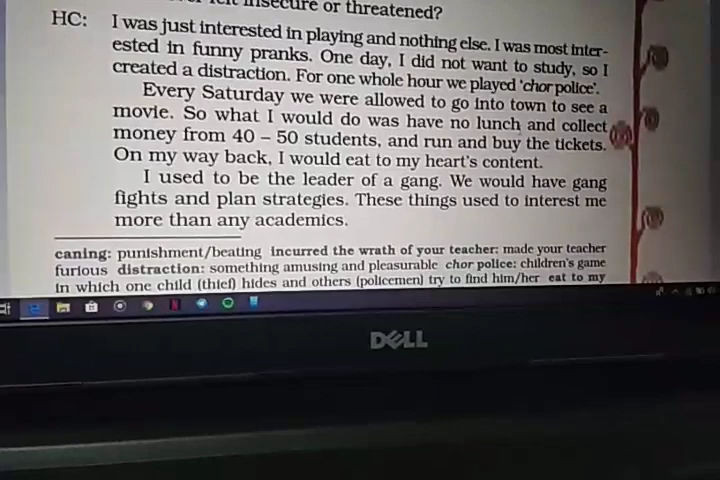 insecure or threatened?
HC: I was just interested in playing and nothing else. I was most inter-
ested in funny pranks. One day, I did not want to study, so I
created a distraction. For one whole hour we played 'chor police'.
Every Saturday we were allowed to go into town to see a
movie. So what I would do was have no lunch and collect
money from 40 – 50 students, and run and buy the tickets.
On my way back, I would eat to my heart's content.
I used to be the leader of a gang. We would have gang
fights and plan strategies. These things used to interest me
more than any academics.
caning: punishment/beating incurred the wrath of your teacher: made your teacher
furious distraction: something amusing and pleasurable chor police: children's game
in which one child (thief) hides and others (policemen) try to find him/her eat to my
DELL